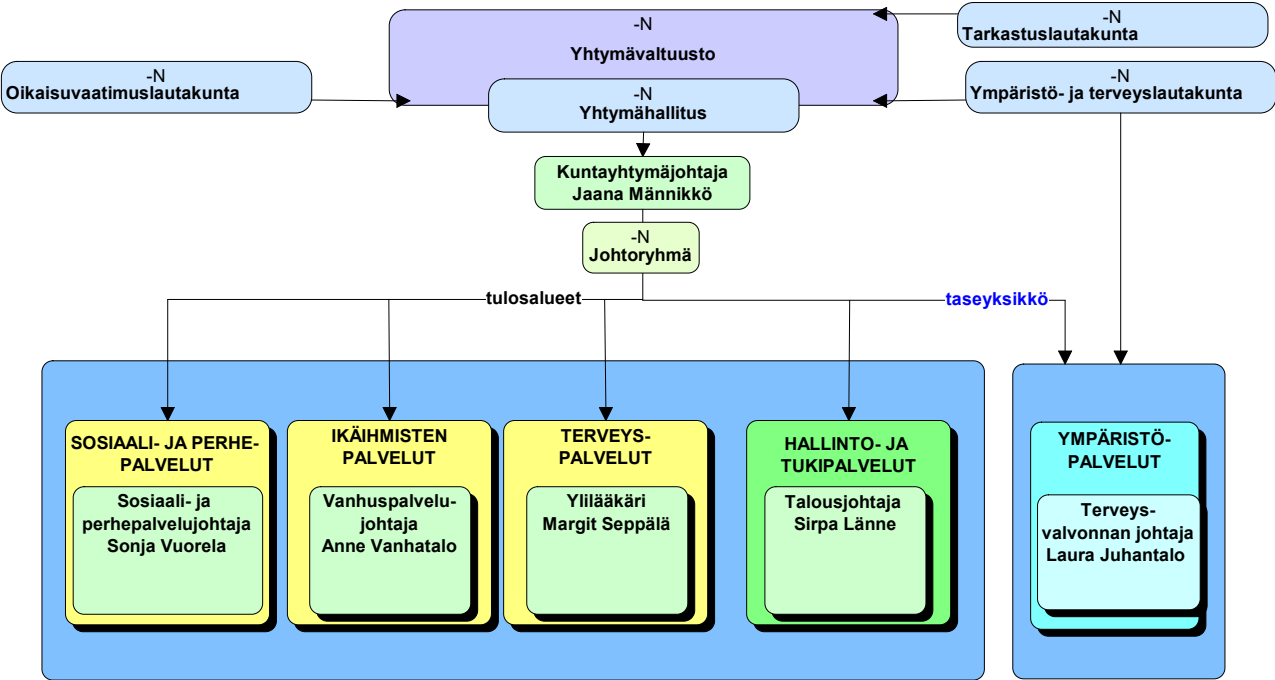 -N
Yhtymävaltuusto
-N
Tarkastuslautakunta
-N
Oikaisuvaatimuslautakunta
-N
Yhtymähallitus
-N
Ympäristö- ja terveyslautakunta
Kuntayhtymäjohtaja
Jaana Männikkö
-N
Johtoryhmä
tulosalueet
taseyksikkö
SOSIAALI- JA PERHE-
PALVELUT
Sosiaali- ja
perhepalvelujohtaja
Sonja Vuorela
IKÄIHMISTEN
PALVELUT
Vanhuspalvelu-
johtaja
Anne Vanhatalo
TERVEYS-
PALVELUT
Ylilääkäri
Margit Seppälä
HALLINTO- JA
TUKIPALVELUT
Talousjohtaja
Sirpa Länne
YMPÄRISTÖ-
PALVELUT
Terveys-
valvonnan johtaja
Laura Juhantalo